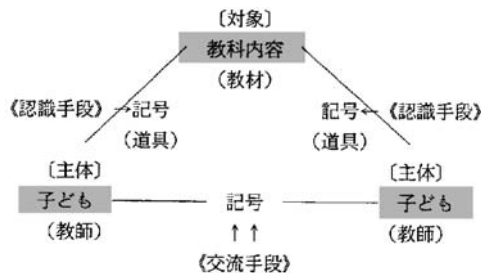 〔対象〕
教科内容
(教材)
《認識手段》→記号
(道具)
記号←《認識手段》
(道具)
〔主体〕
子ども
(教師)
記号
↑↑
《交流手段》
〔主体〕
子ども
(教師)